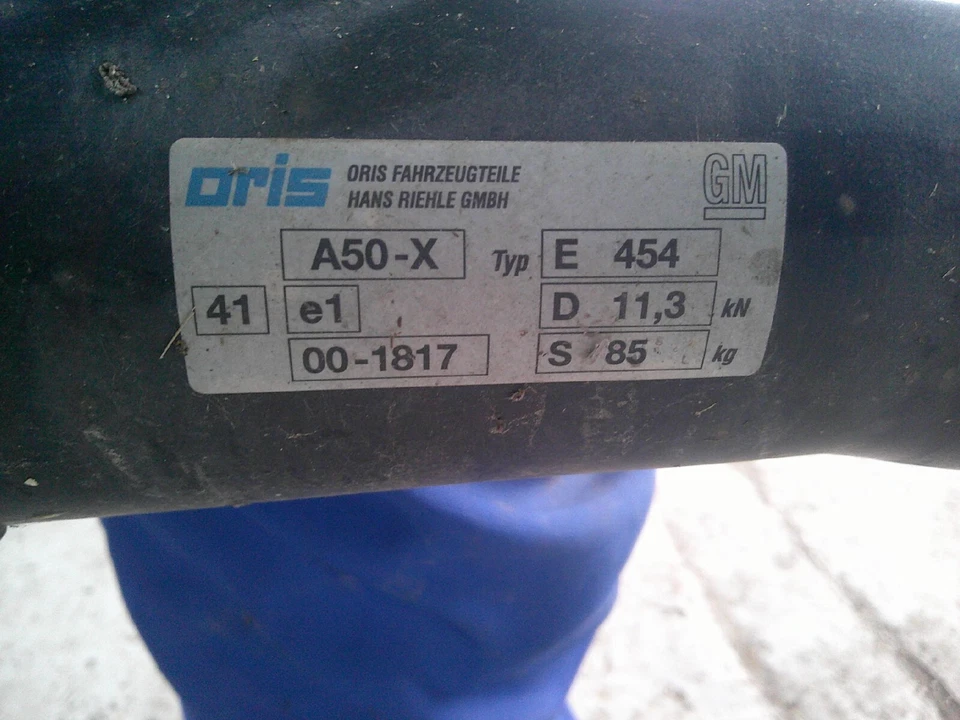 oris ORIS FAHRZEUGTEILE HANS RIEHLE GMBH GM
A50-X Typ E 454
41 e1 D 11,3 kN
00-1817 S 85 kg